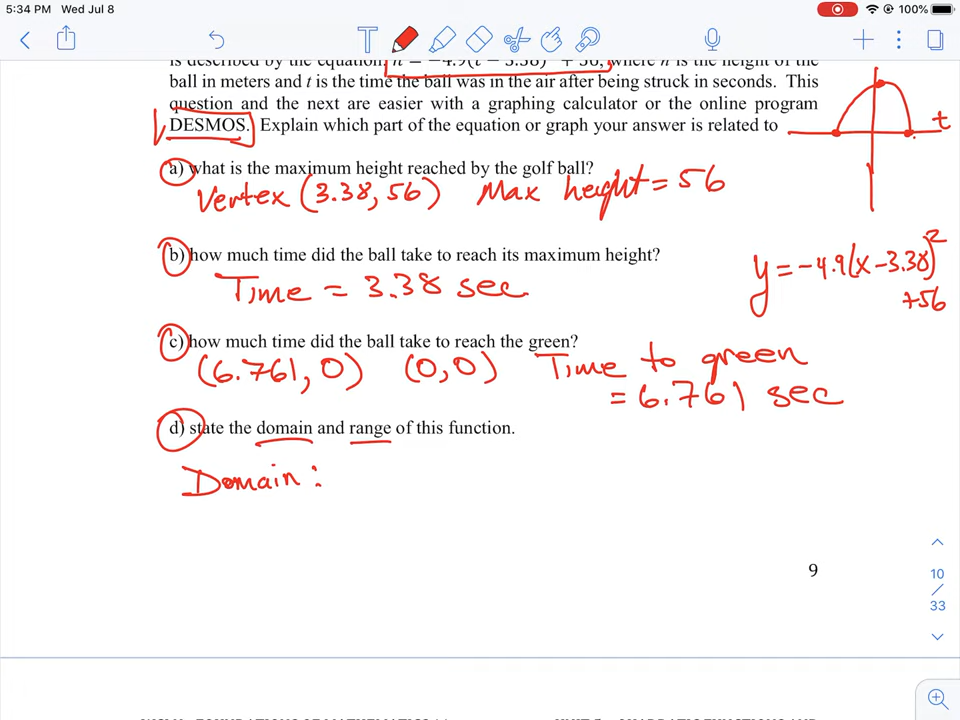 5:34 PM Wed Jul 8
100%
T
is described by the equation, h = −4.9(t − 3.38)² + 56, where h is the height of the
ball in meters and t is the time the ball was in the air after being struck in seconds. This
question and the next are easier with a graphing calculator or the online program
DESMOS. Explain which part of the equation or graph your answer is related to
t
a) what is the maximum height reached by the golf ball?
Vertex (3.38, 56) Max height = 56
b) how much time did the ball take to reach its maximum height?
Time = 3.38 sec
y = -4.9(x - 3.38)²
+56
c) how much time did the ball take to reach the green?
(6.761, 0) (0,0) Time to green
= 6.761 sec
d) state the domain and range of this function.
Domain :
9
10
/
33